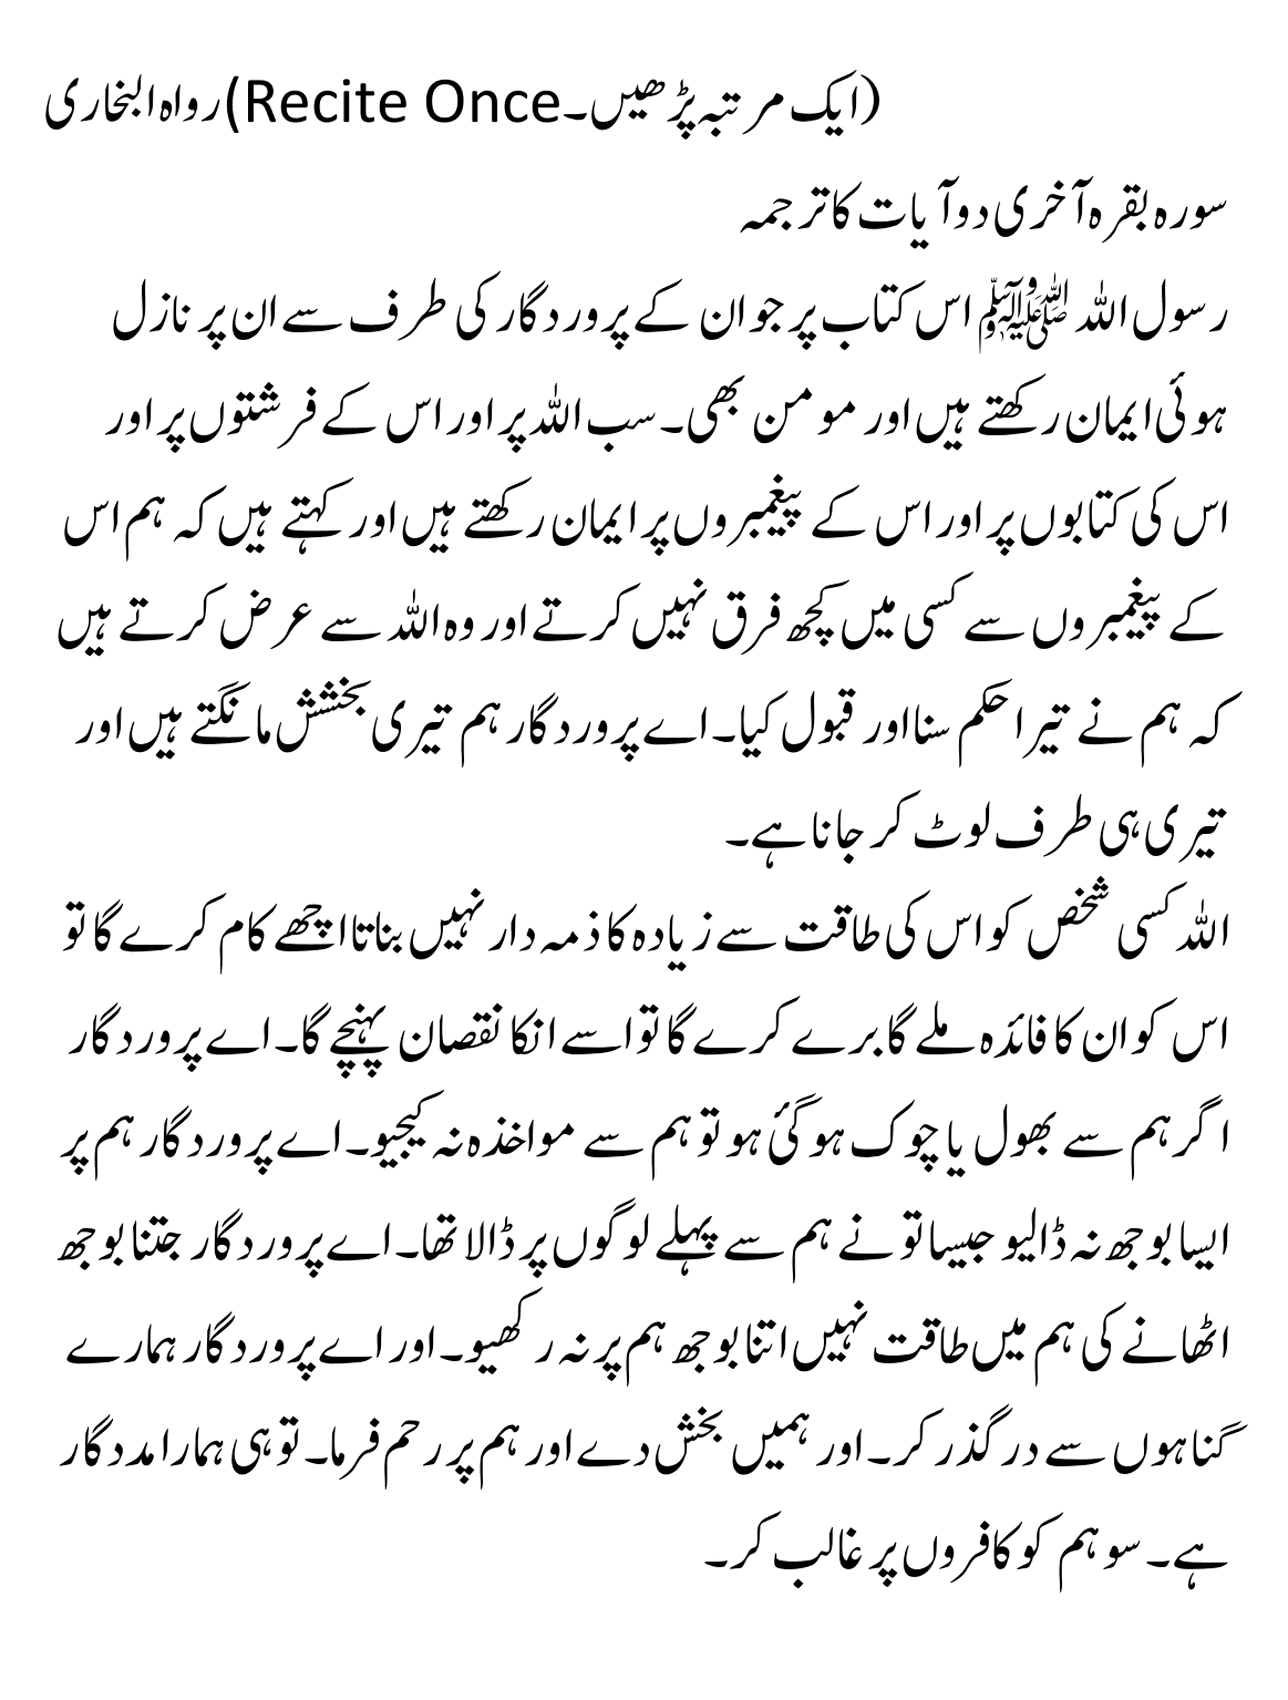 (ایک مرتبہ پڑھیں۔Recite Once)رواہ البخاری
سورہ بقرہ آخری دو آیات کا ترجمہ
رسول اللہ ﷺ اس کتاب پر جو ان کے پروردگار کی طرف سے ان پر نازل
ہوئی ایمان رکھتے ہیں اور مومن بھی۔ سب اللہ پر اور اس کے فرشتوں پر اور
اس کی کتابوں پر اور اس کے پیغمبروں پر ایمان رکھتے ہیں اور کہتے ہیں کہ ہم اس
کے پیغمبروں سے کسی میں کچھ فرق نہیں کرتے اور وہ اللہ سے عرض کرتے ہیں
کہ ہم نے تیرا حکم سنا اور قبول کیا۔ اے پروردگار ہم تیری بخشش مانگتے ہیں اور
تیری ہی طرف لوٹ کر جانا ہے۔
اللہ کسی شخص کو اس کی طاقت سے زیادہ کا ذمہ دار نہیں بناتا اچھے کام کرے گا تو
اس کو ان کا فائدہ ملے گا برے کرے گا تو اسے انکا نقصان پہنچے گا۔ اے پروردگار
اگر ہم سے بھول یا چوک ہوگئی ہو تو ہم سے مواخذہ نہ کیجیو۔ اے پروردگار ہم پر
ایسا بوجھ نہ ڈالیو جیسا تو نے ہم سے پہلے لوگوں پر ڈالا تھا۔ اے پروردگار جتنا بوجھ
اٹھانے کی ہم میں طاقت نہیں اتنا بوجھ ہم پر نہ رکھیو۔ اور اے پروردگار ہمارے
گناہوں سے درگذر کر۔ اور ہمیں بخش دے اور ہم پر رحم فرما۔ تو ہی ہمارا مددگار
ہے۔ سو ہم کو کافروں پر غالب کر۔